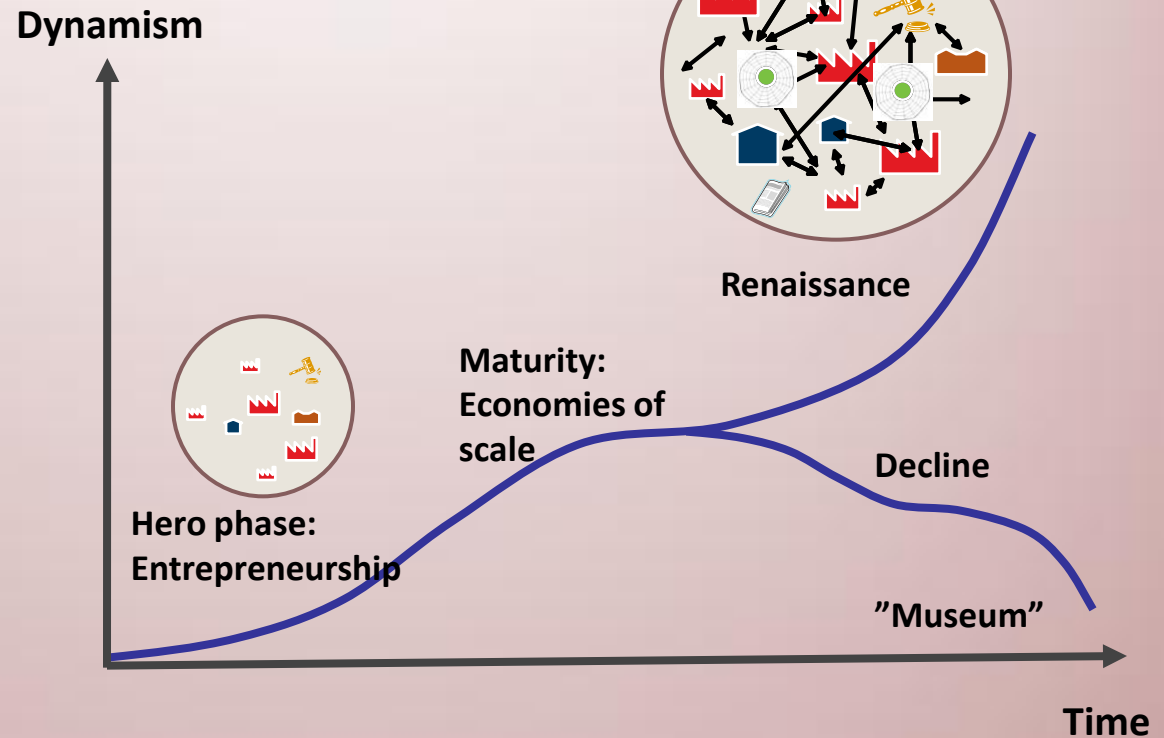 Dynamism
Renaissance
Maturity:
Economies of
scale
Decline
Hero phase:
Entrepreneurship
”Museum”
Time